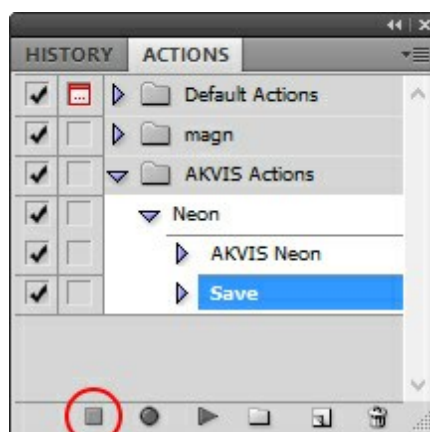 HISTORY ACTIONS
Default Actions
magn
AKVIS Actions
Neon
AKVIS Neon
Save